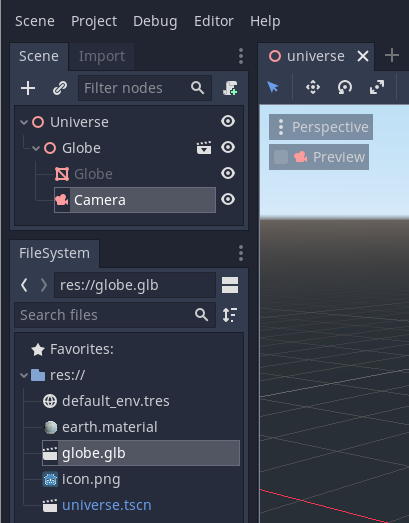 Scene Project Debug Editor Help
Scene Import
universe
Filter nodes
Universe
Globe
Globe
Camera
Perspective
Preview
FileSystem
res://globe.glb
Search files
Favorites:
res://
default_env.tres
earth.material
globe.glb
icon.png
universe.tscn